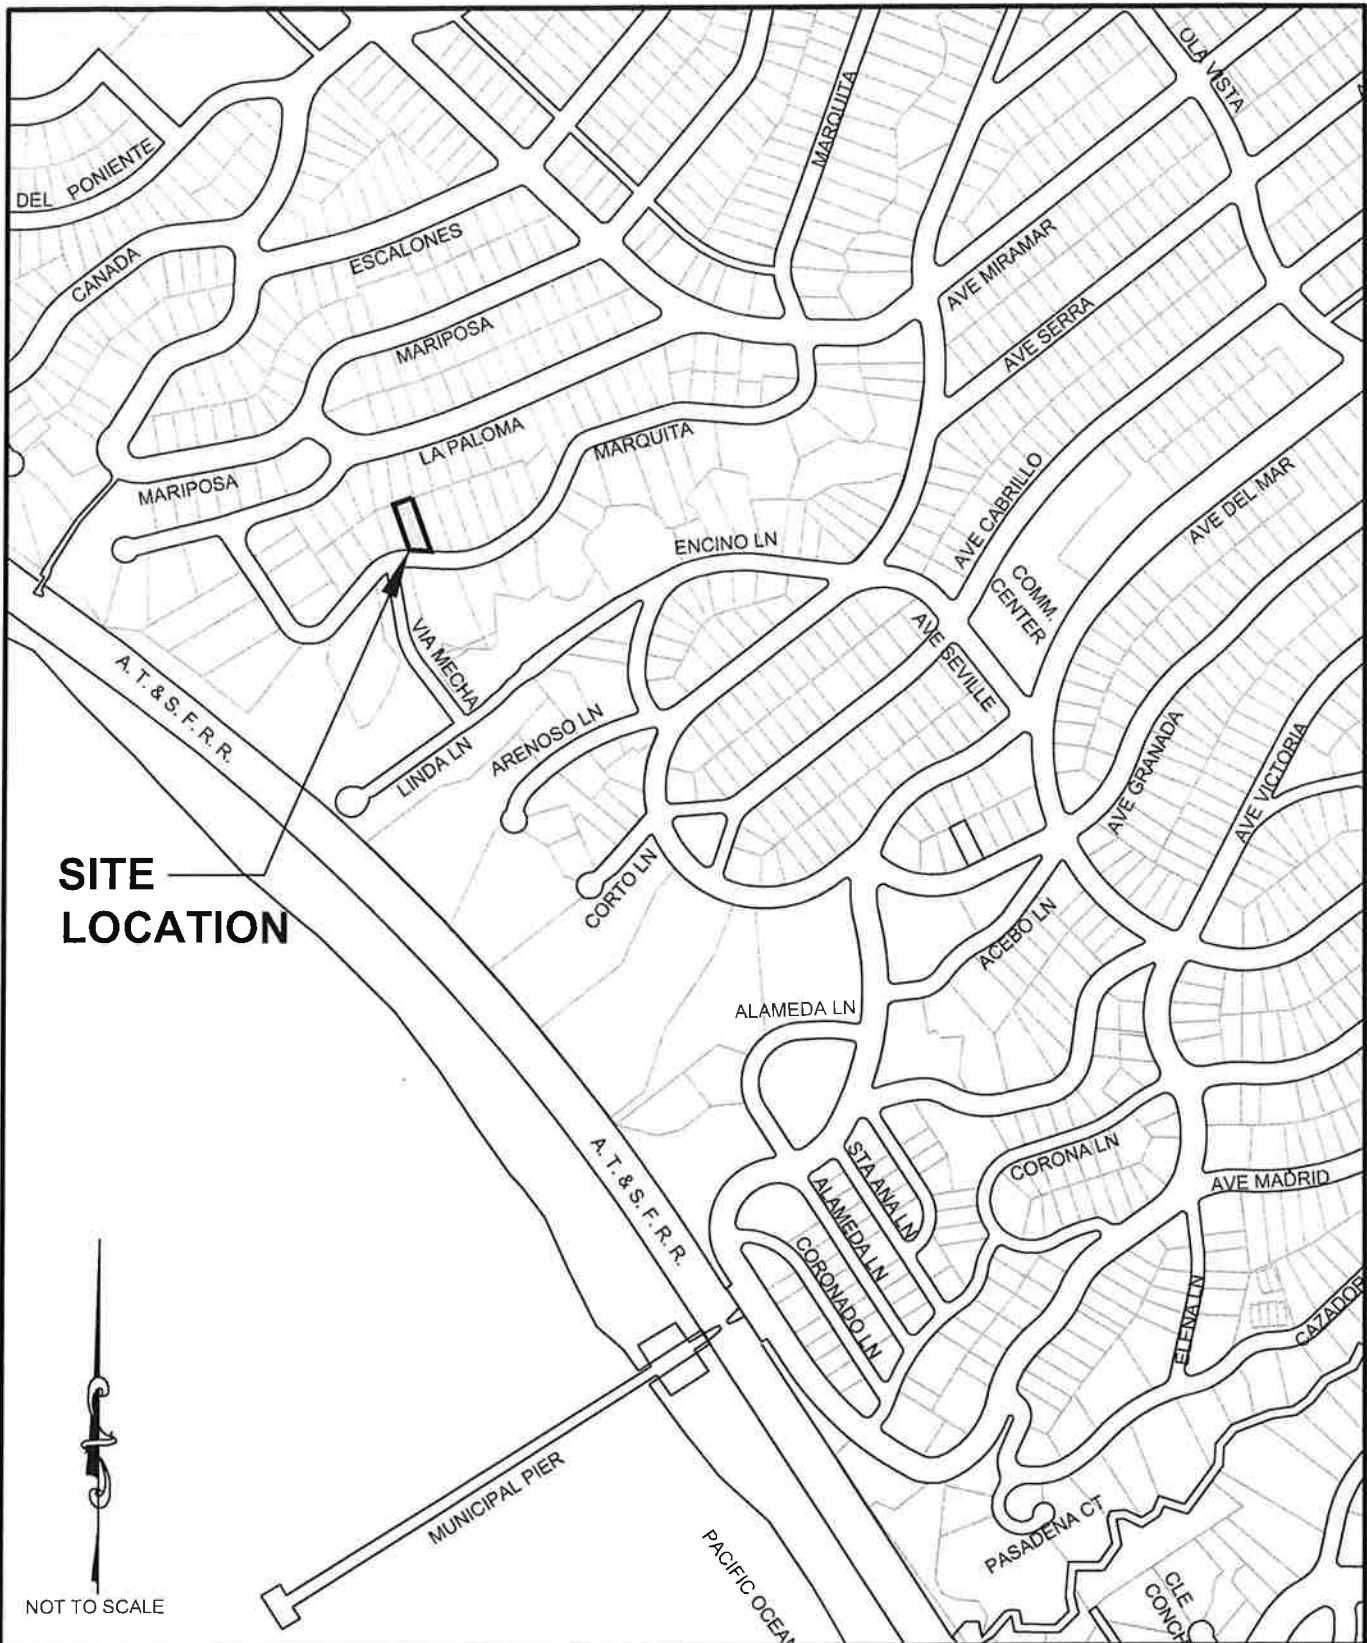 OLA VISTA
MARQUITA
DEL PONIENTE
ESCALONES
CANADA
AVE MIRAMAR
MARIPOSA
AVE SERRA
LA PALOMA
MARQUITA
MARIPOSA
AVE CABRILLO
AVE DEL MAR
ENCINO LN
COMM.
CENTER
VIA MECHA
AVE SEVILLE
A. T. & S. F. R. R.
ARENOSO LN
LINDA LN
AVE GRANADA
AVE VICTORIA
SITE
LOCATION
CORTO LN
ACEBO LN
ALAMEDA LN
A. T. & S. F. R. R.
STA ANA LN
CORONA LN
AVE MADRID
ALAMEDA LN
CORONADO LN
ELENA LN
CAZADOR
MUNICIPAL PIER
PASADENA CT
PACIFIC OCEAN
CLE
CONCH
NOT TO SCALE